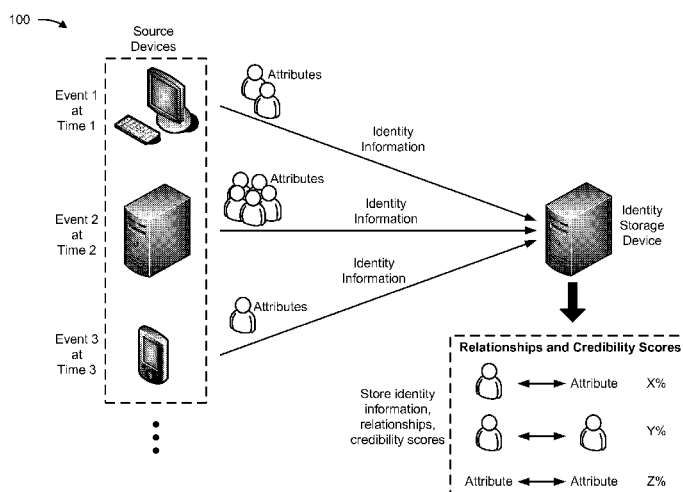 100
Source
Devices
Event 1
at
Time 1
Attributes
Identity
Information
Event 2
at
Time 2
Attributes
Identity
Information
Identity
Storage
Device
Event 3
at
Time 3
Attributes
Identity
Information
Store identity
information,
relationships,
credibility scores
Relationships and Credibility Scores
Attribute X%
Y%
Attribute Attribute Z%